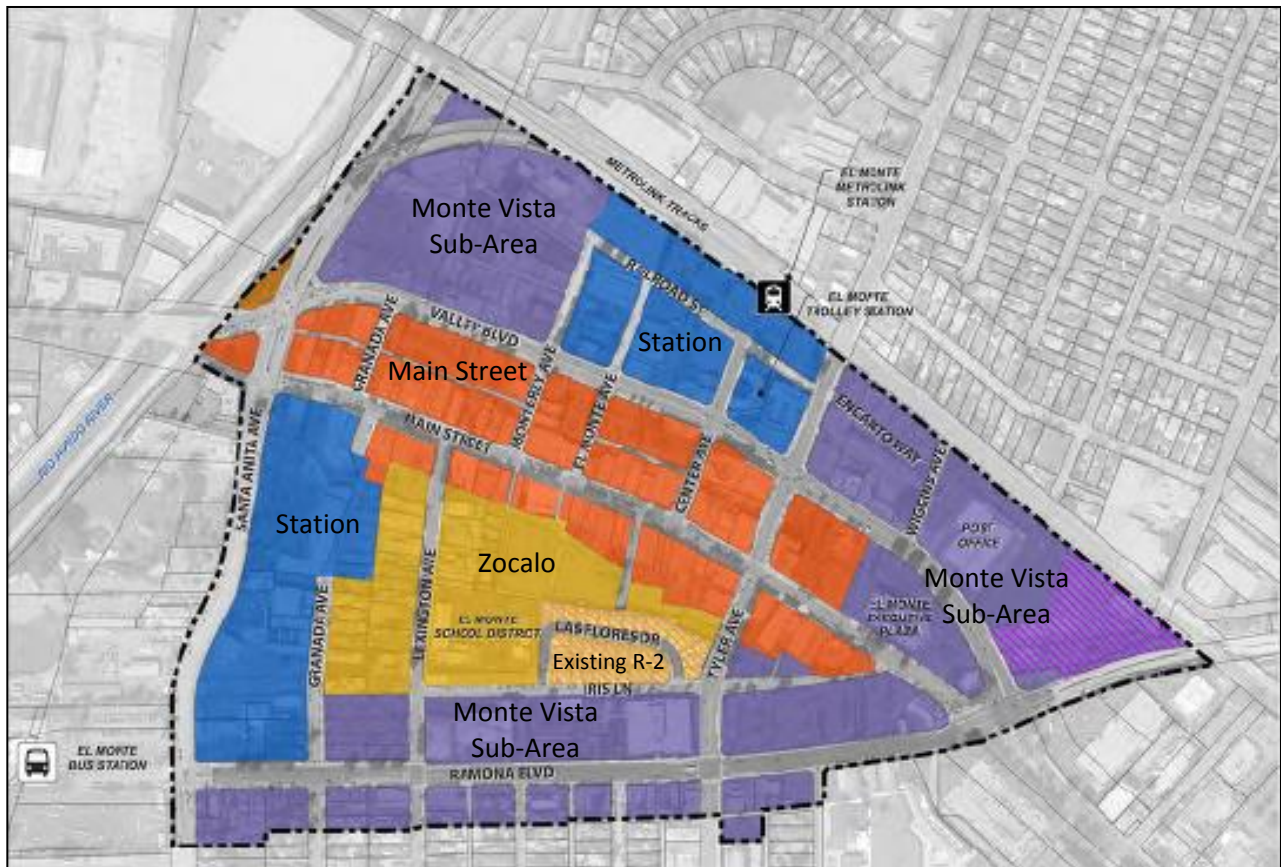 METROLINK TRACKS
EL MONTE
METROLINK
STATION
Monte Vista
Sub-Area
RAILROAD ST
EL MONTE
TROLLEY STATION
VALLEY BLVD
GRANADA AVE
Station
Main Street
MONTEREY AVE
EL MONTE AVE
ENCANTO WAY
RIO HONDO RIVER
MAIN STREET
CENTER AVE
WIGGINS AVE
SANTA ANITA AVE
Station
POST
OFFICE
Zocalo
Monte Vista
Sub-Area
EL MONTE
EXECUTIVE
PLAZA
LEXINGTON AVE
GRANADA AVE
EL MONTE
SCHOOL DISTRICT
LAS FLORES DR
TYLER AVE
Existing R-2
IRIS LN
Monte Vista
Sub-Area
EL MONTE
BUS STATION
RAMONA BLVD